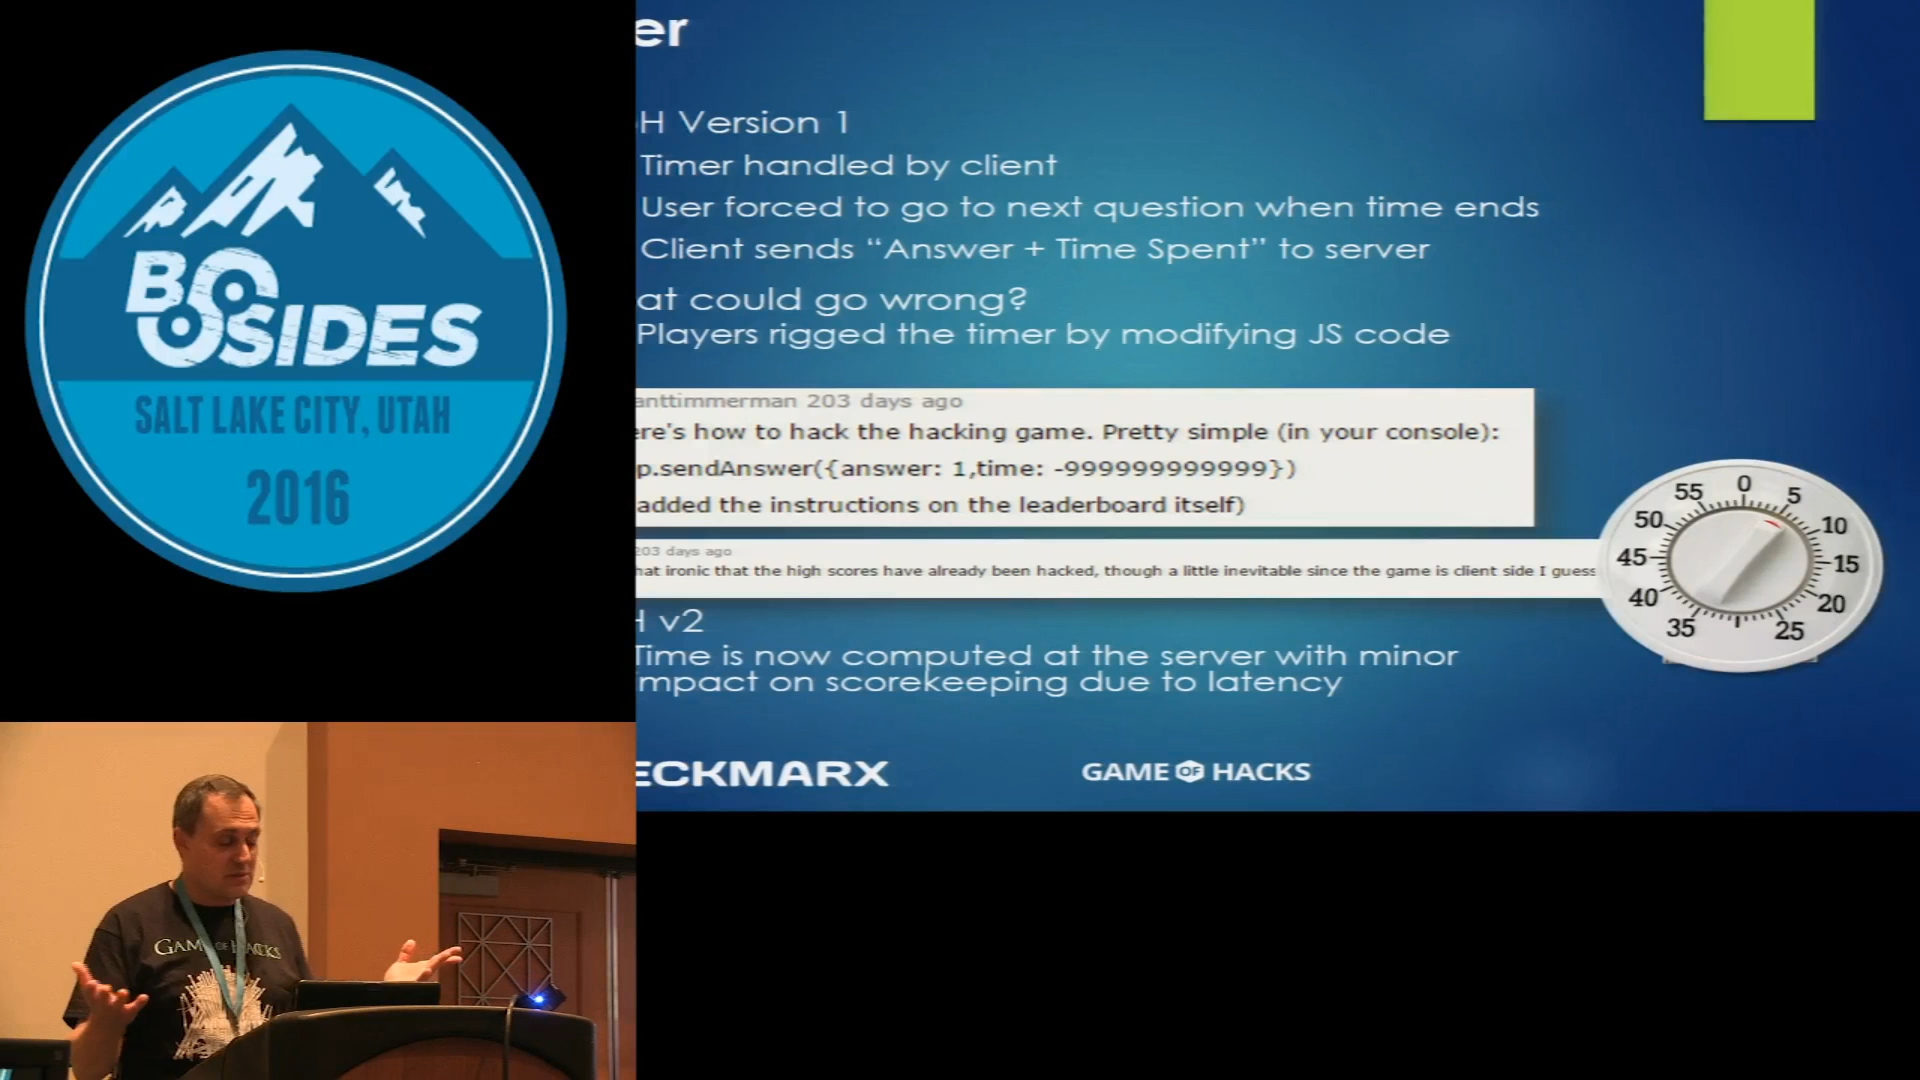 BSIDES
SALT LAKE CITY, UTAH
2016
er
H Version 1
Timer handled by client
User forced to go to next question when time ends
Client sends “Answer + Time Spent” to server
at could go wrong?
Players rigged the timer by modifying JS code
anttimmerman 203 days ago
ere's how to hack the hacking game. Pretty simple (in your console):
p.sendAnswer({answer: 1,time: -999999999999})
added the instructions on the leaderboard itself)
203 days ago
hat ironic that the high scores have already been hacked, though a little inevitable since the game is client side I guess
v2
Time is now computed at the server with minor
mpact on scorekeeping due to latency
ECKMARX
GAME OF HACKS
0
5
10
15
20
25
35
40
45
50
55
GAME OF HACKS